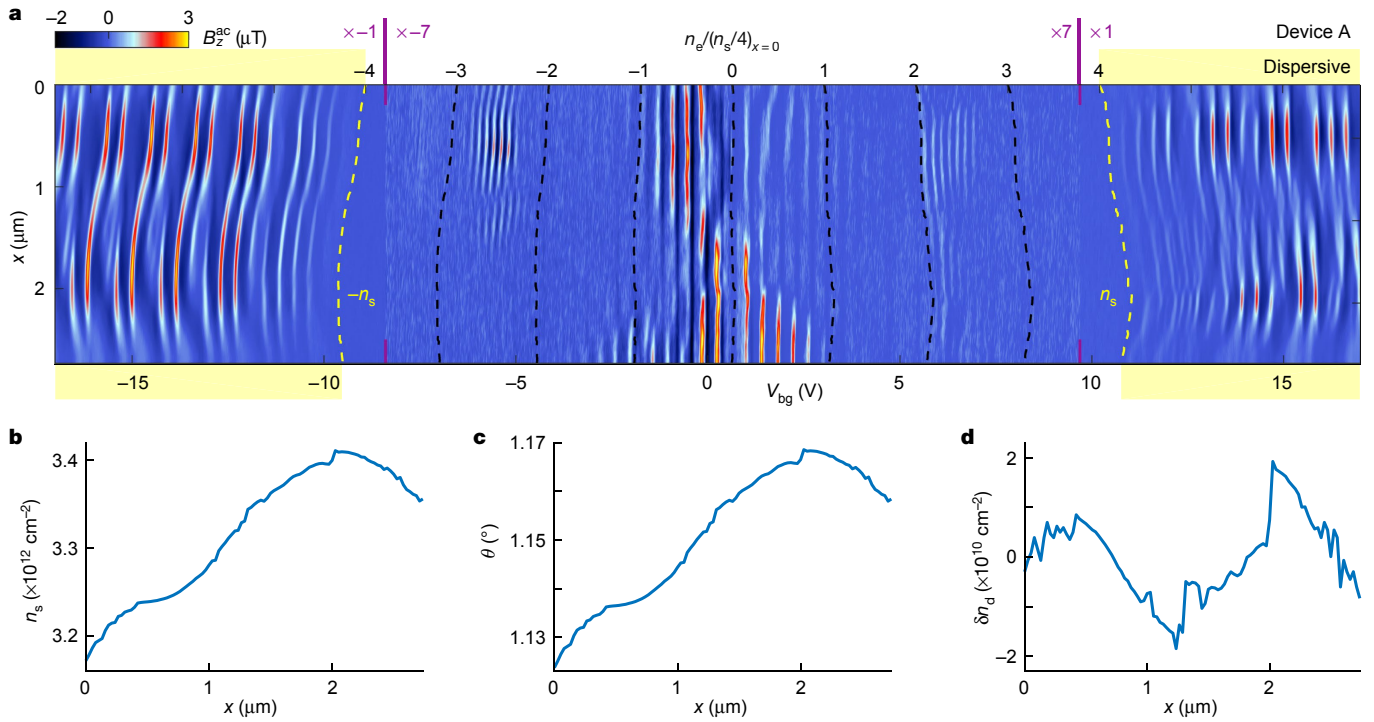 a
−2 0 3
B_z^ac (μT)
×−1 ×−7
n_e/(n_s/4)_{x = 0}
×7 ×1
Device A
−4 −3 −2 −1 0 1 2 3 4
Dispersive
0
1
2
x (μm)
−n_s
n_s
−15 −10 −5 0 5 10 15
V_bg (V)
b
3.4
3.3
3.2
n_s (×10^12 cm^−2)
0 1 2
x (μm)
c
1.17
1.15
1.13
θ (°)
0 1 2
x (μm)
d
2
0
−2
δn_d (×10^10 cm^−2)
0 1 2
x (μm)